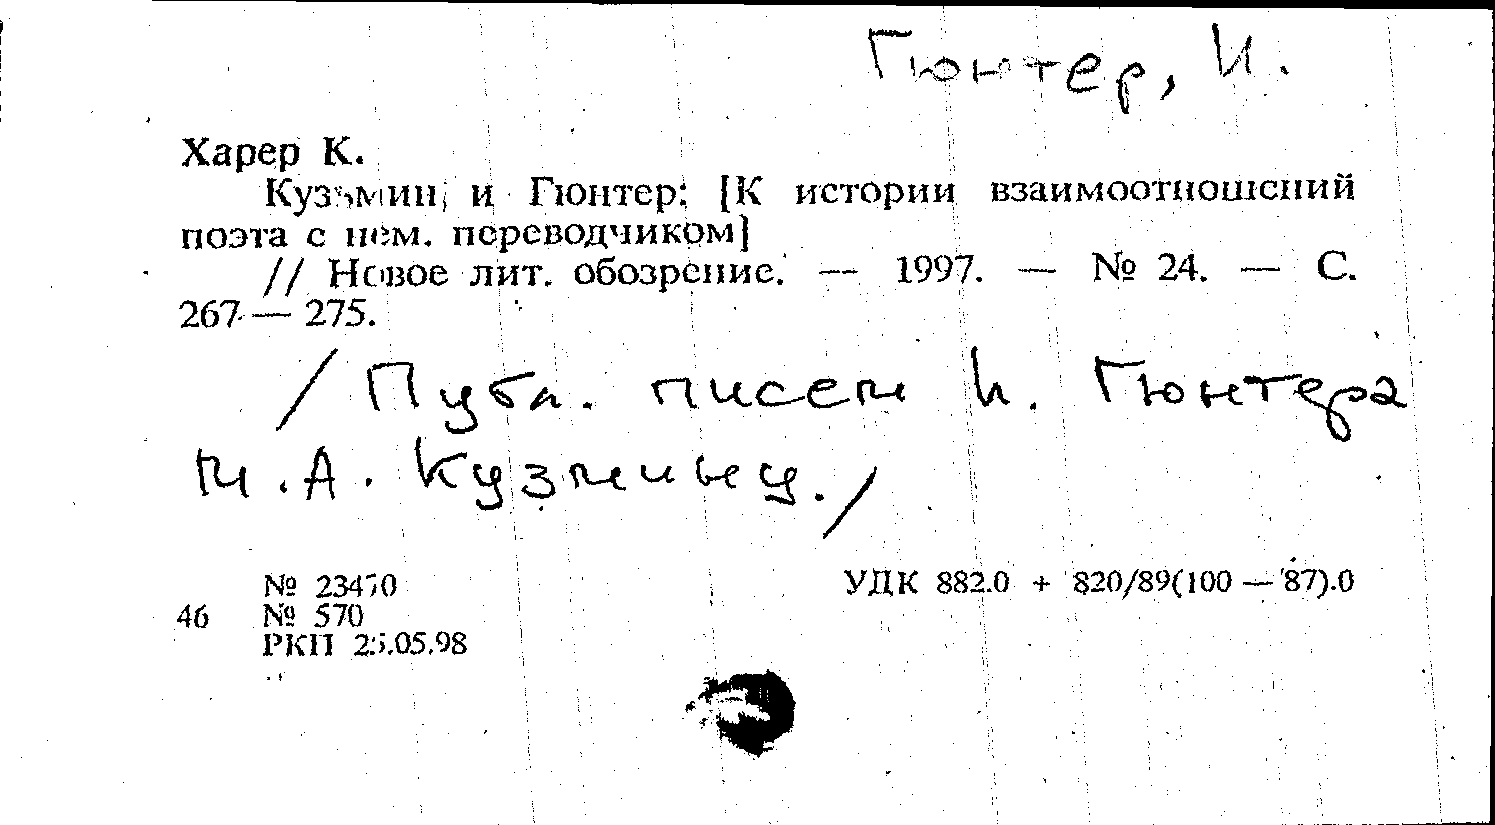 Гюнтер, И.
Харер К.
Кузьмин и Гюнтер: [К истории взаимоотношений
поэта с нем. переводчиком]
// Новое лит. обозрение. — 1997. — № 24. — С.
267 — 275.
/ Публ. писем И. Гюнтера
М. А. Кузмину. /
№ 23470 УДК 882.0 + 820/89(100 — 87).0
46 № 570
РКП 25.05.98